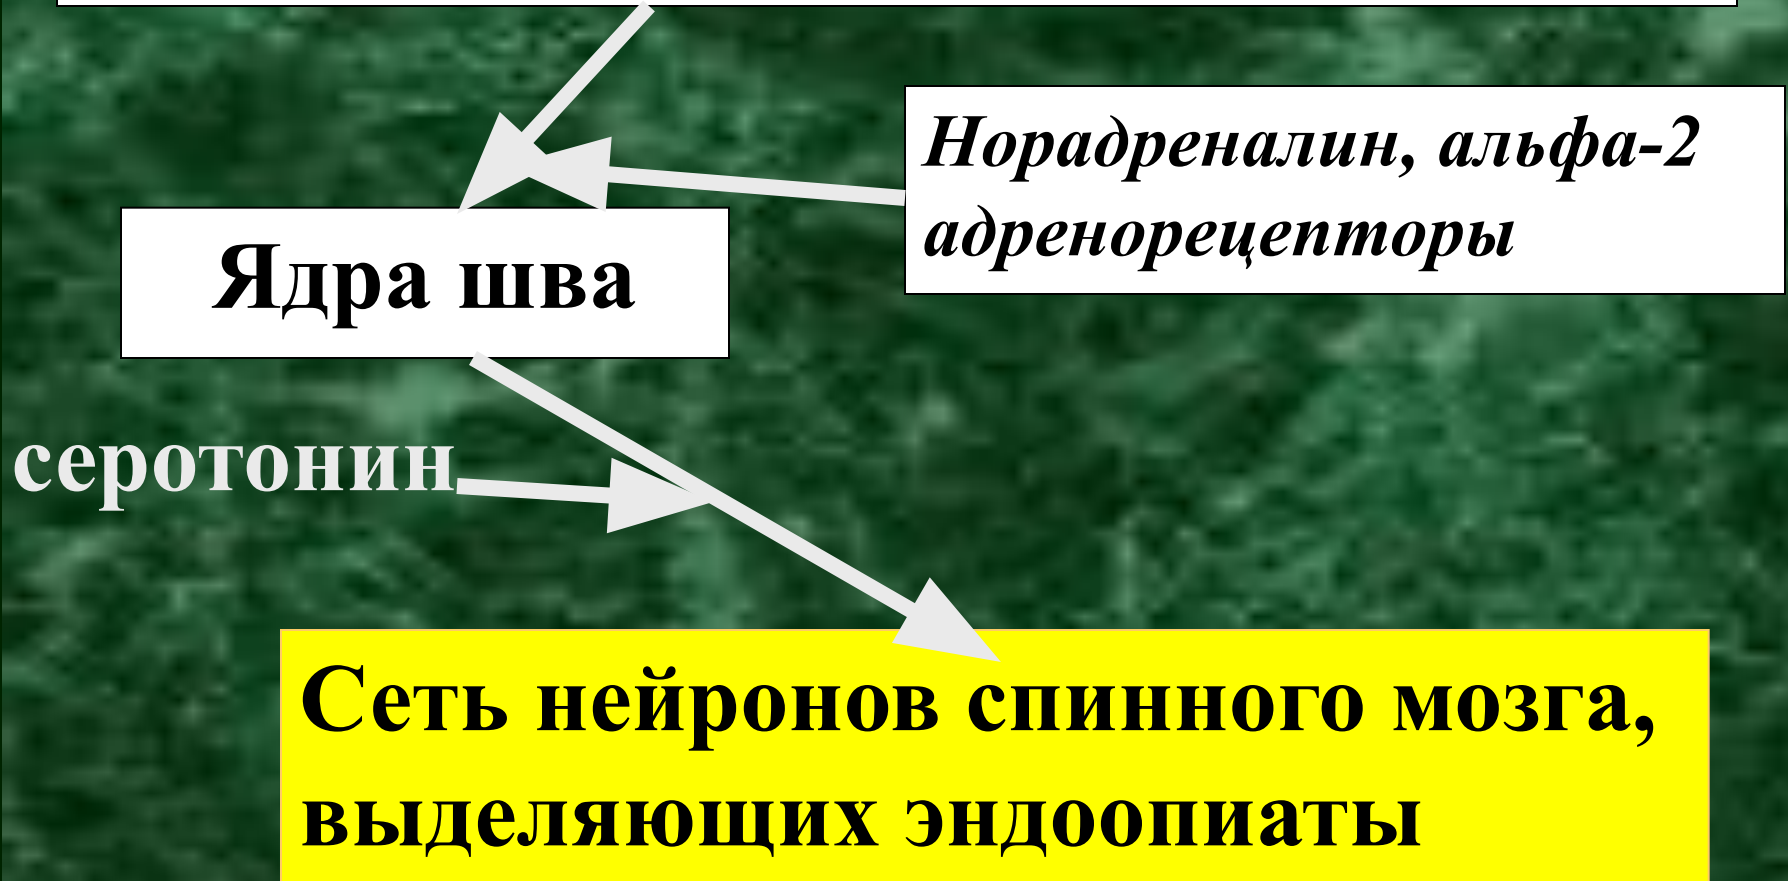 Норадреналин, альфа-2
адренорецепторы
Ядра шва
серотонин
Сеть нейронов спинного мозга,
выделяющих эндоопиаты